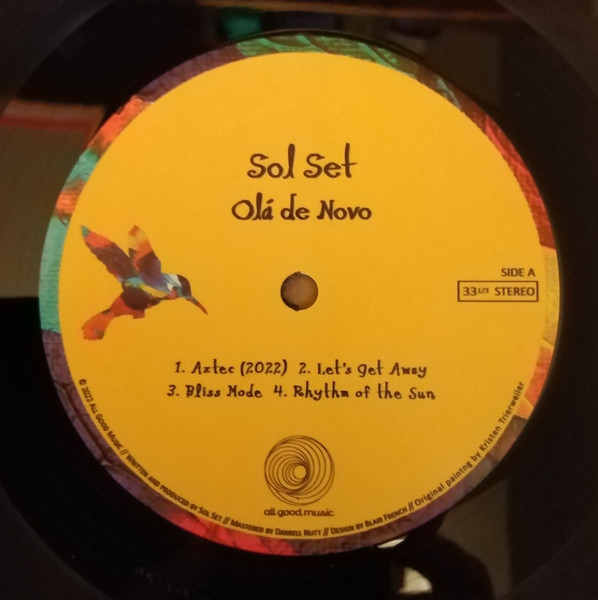 Sol Set
Olá de Novo
SIDE A
33 1/3 STEREO
1. Aztec (2022) 2. Let's Get Away
3. Bliss Mode 4. Rhythm of the Sun
all.good.music
© 2022 All Good Music // Written and produced by Sol Set // Mastered by Darrell Nutt // Design by Blair French // Original paintng by Kristen Trierweiler